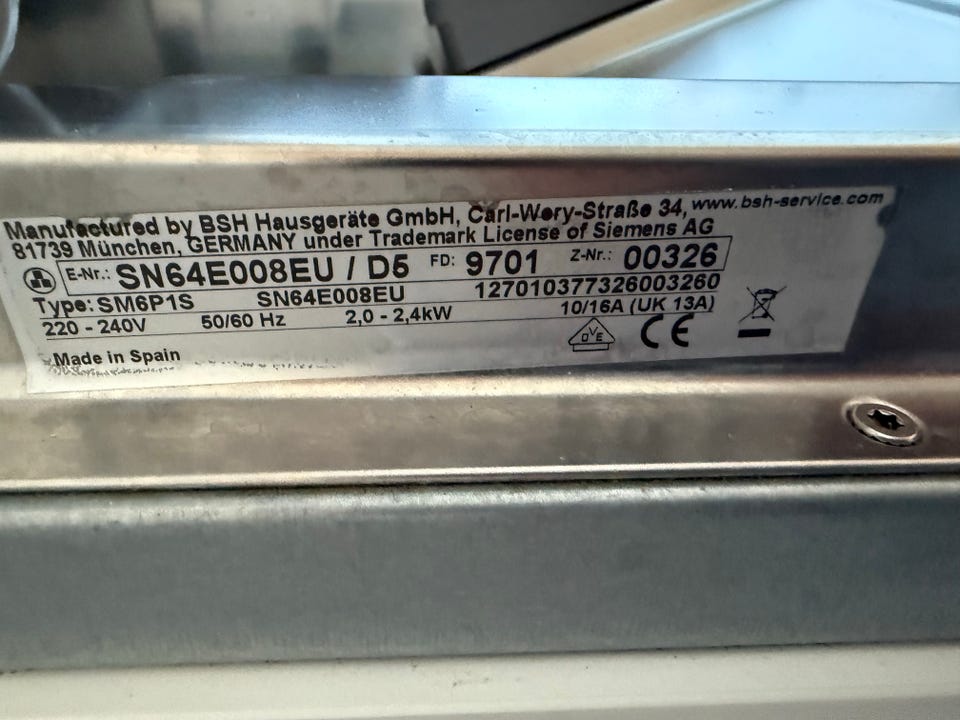 Manufactured by BSH Hausgeräte GmbH, Carl-Wery-Straße 34, www.bsh-service.com
81739 München, GERMANY under Trademark License of Siemens AG
E-Nr.: SN64E008EU / D5 FD: 9701 Z-Nr.: 00326
Type: SM6P1S SN64E008EU 127010377326003260
220 - 240V 50/60 Hz 2,0 - 2,4kW 10/16A (UK 13A)
DVE CE
Made in Spain